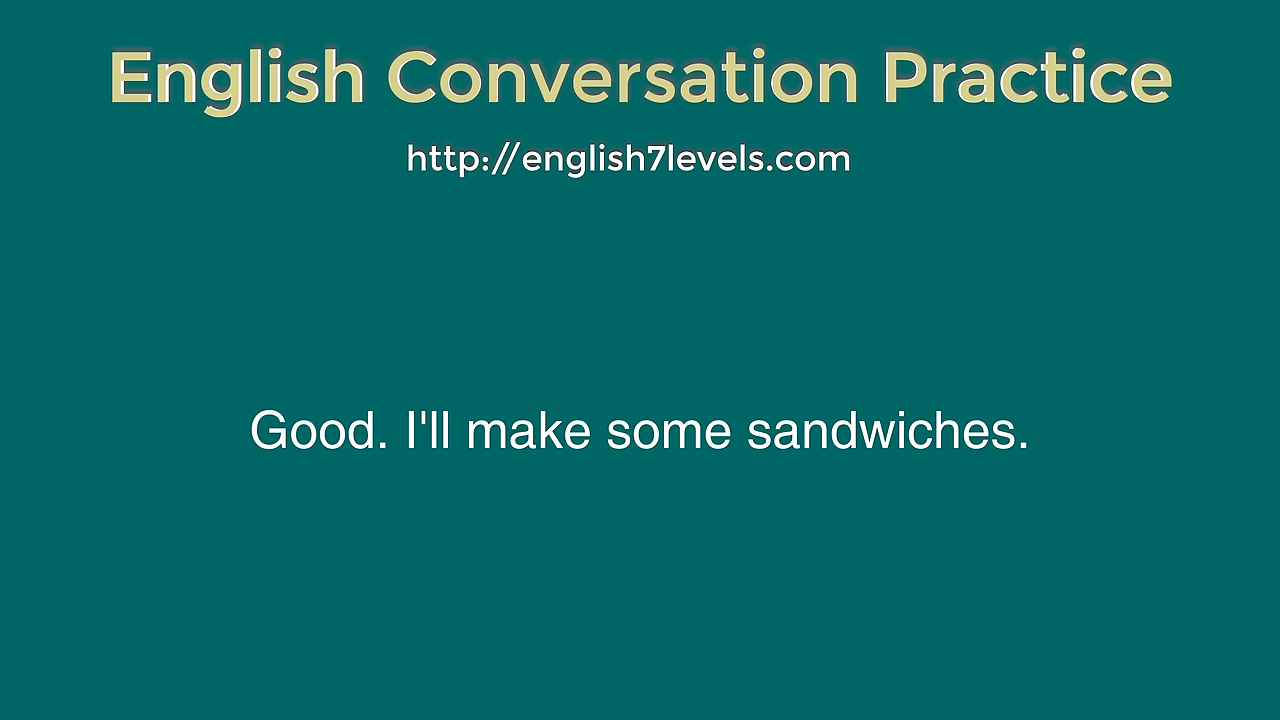 English Conversation Practice
http://english7levels.com
Good. I'll make some sandwiches.